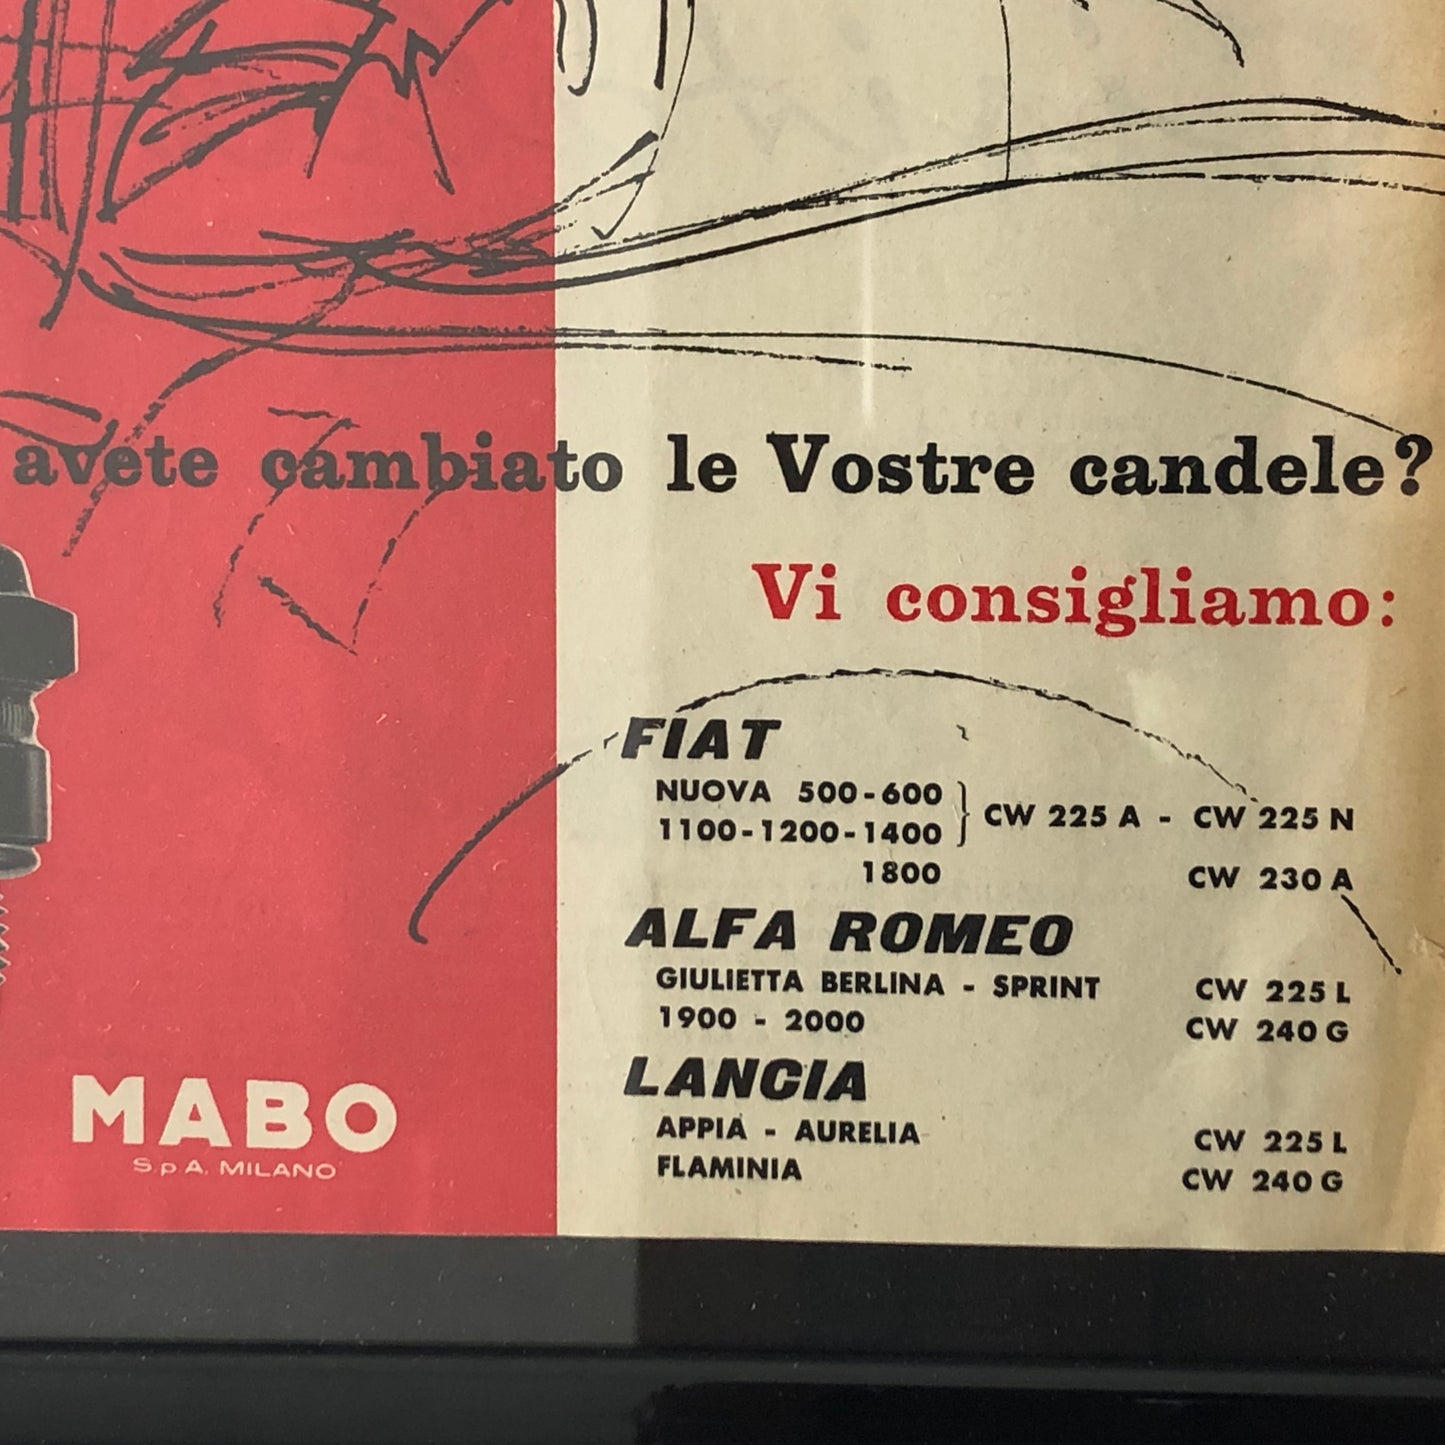 avete cambiato le Vostre candele?
Vi consigliamo:
FIAT
NUOVA 500-600
1100-1200-1400 } CW 225 A - CW 225 N
1800 CW 230 A
ALFA ROMEO
GIULIETTA BERLINA - SPRINT CW 225 L
1900 - 2000 CW 240 G
LANCIA
APPIA - AURELIA CW 225 L
FLAMINIA CW 240 G
MABO
S.p.A. MILANO